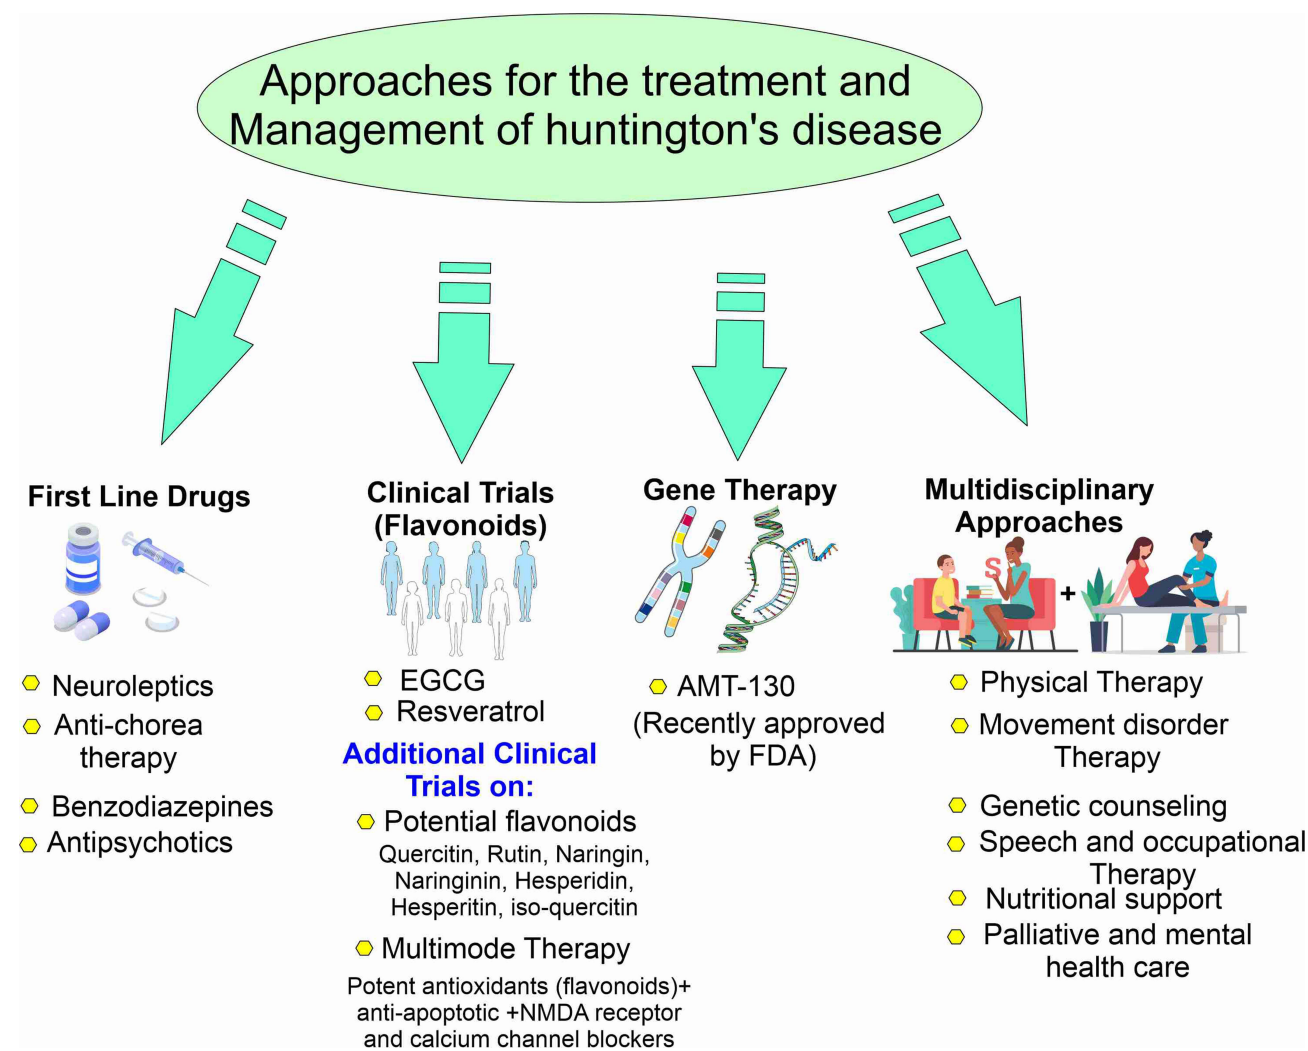 Approaches for the treatment and
Management of huntington's disease
First Line Drugs
Neuroleptics
Anti-chorea
therapy
Benzodiazepines
Antipsychotics
Clinical Trials
(Flavonoids)
EGCG
Resveratrol
Additional Clinical
Trials on:
Potential flavonoids
Quercitin, Rutin, Naringin,
Naringinin, Hesperidin,
Hesperitin, iso-quercitin
Multimode Therapy
Potent antioxidants (flavonoids)+
anti-apoptotic +NMDA receptor
and calcium channel blockers
Gene Therapy
AMT-130
(Recently approved
by FDA)
Multidisciplinary
Approaches
S
+
Physical Therapy
Movement disorder
Therapy
Genetic counseling
Speech and occupational
Therapy
Nutritional support
Palliative and mental
health care